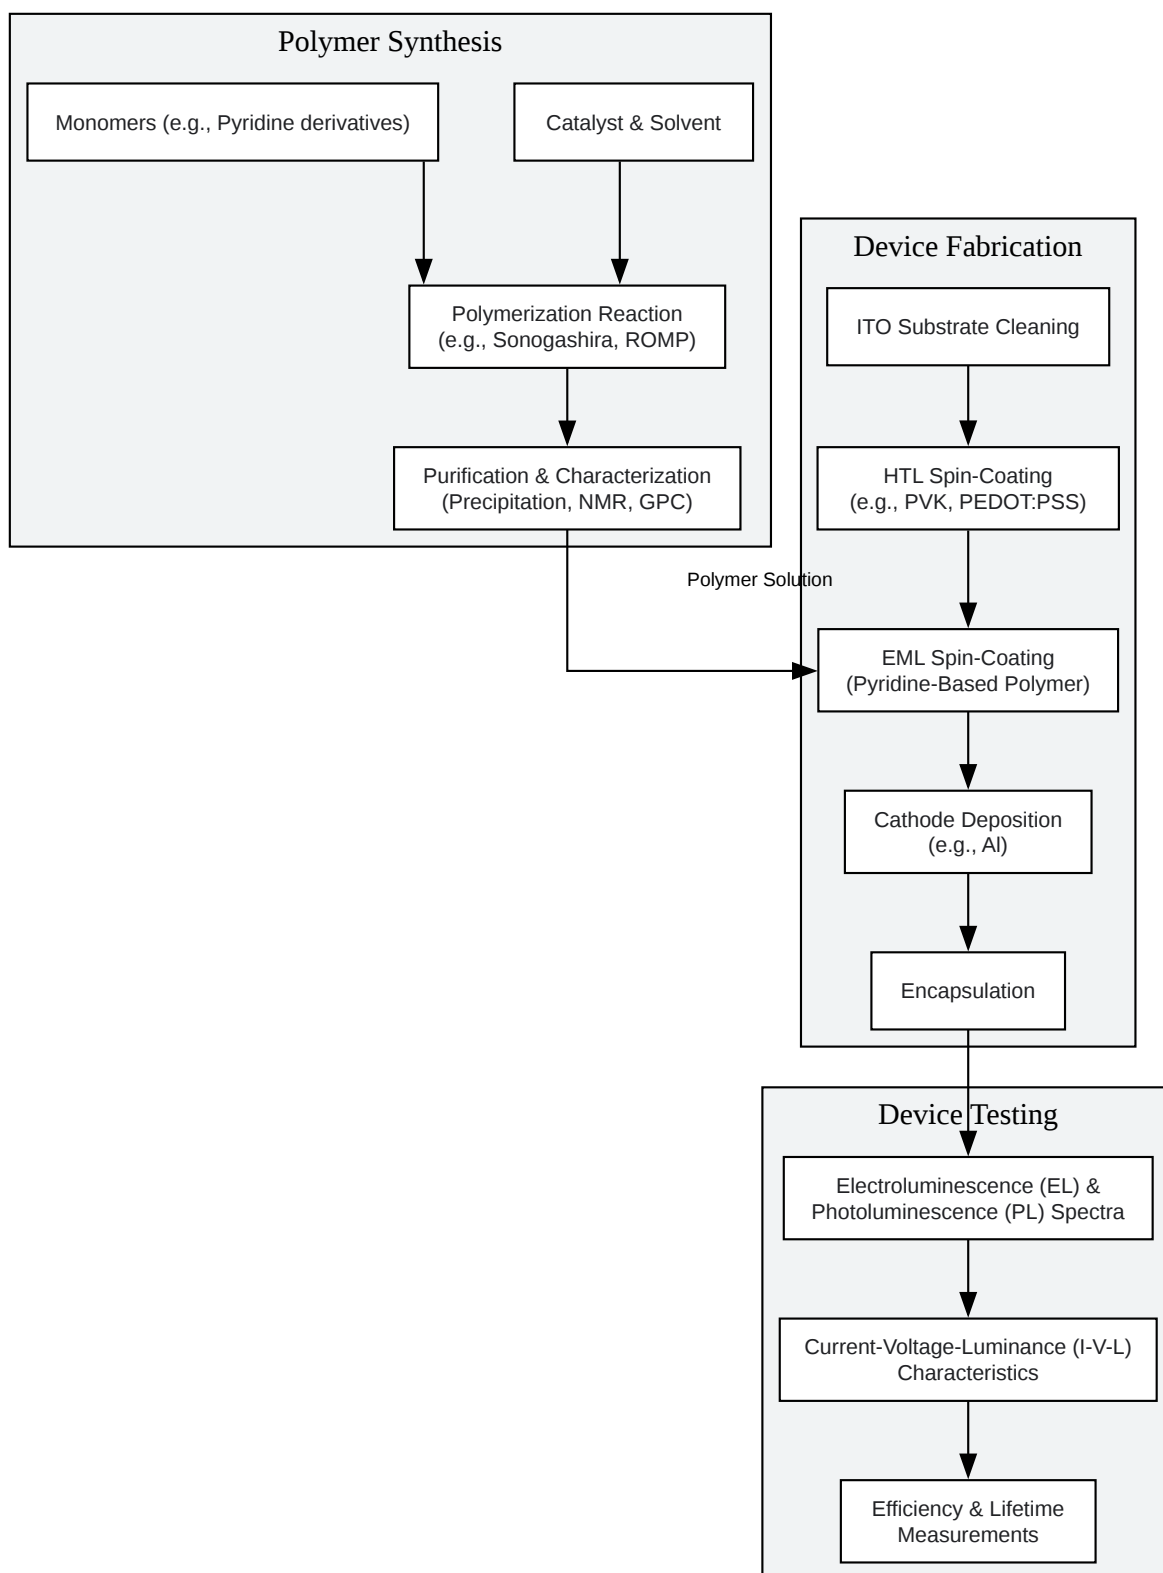 Polymer Synthesis
Monomers (e.g., Pyridine derivatives)
Catalyst & Solvent
Polymerization Reaction
(e.g., Sonogashira, ROMP)
Purification & Characterization
(Precipitation, NMR, GPC)
Polymer Solution
Device Fabrication
ITO Substrate Cleaning
HTL Spin-Coating
(e.g., PVK, PEDOT:PSS)
EML Spin-Coating
(Pyridine-Based Polymer)
Cathode Deposition
(e.g., Al)
Encapsulation
Device Testing
Electroluminescence (EL) &
Photoluminescence (PL) Spectra
Current-Voltage-Luminance (I-V-L)
Characteristics
Efficiency & Lifetime
Measurements